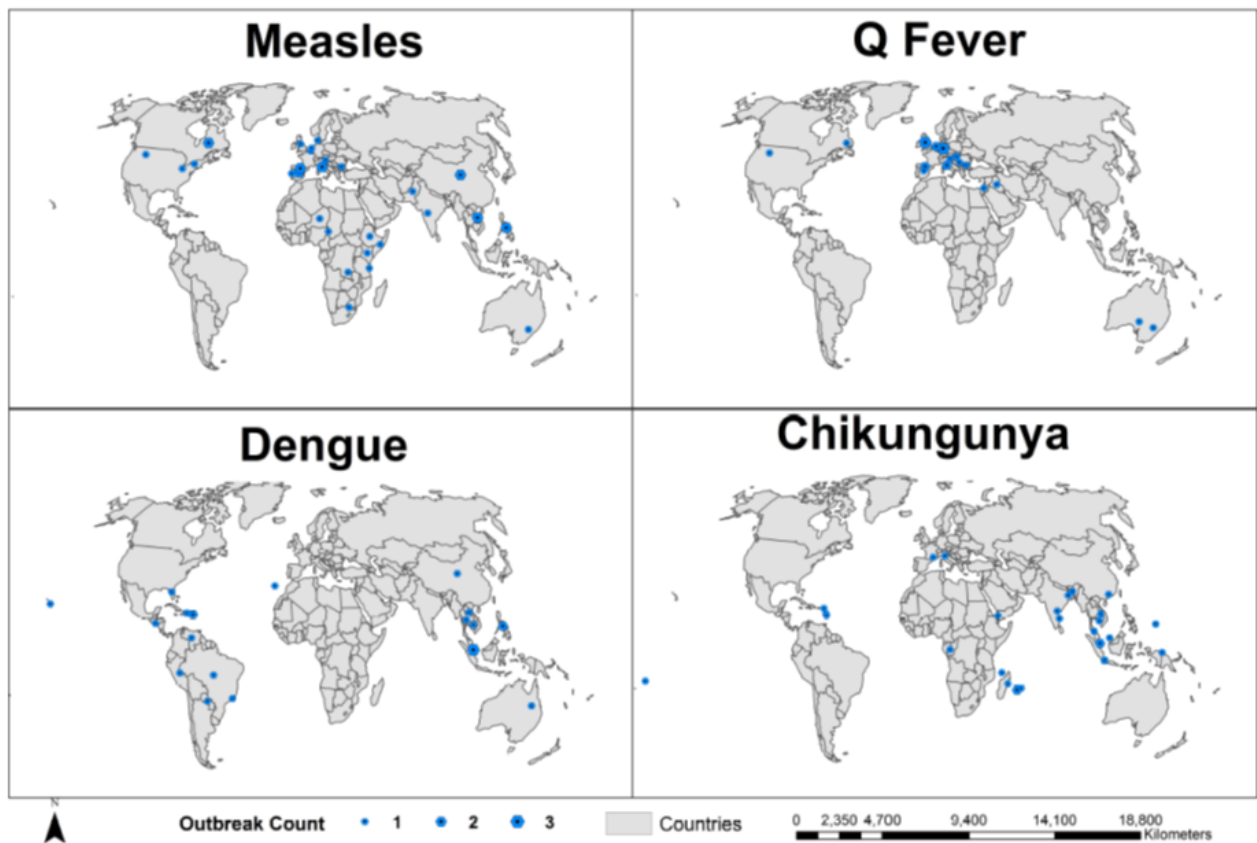 Measles
Q Fever
Dengue
Chikungunya
N
Outbreak Count 1 2 3 Countries
0 2,350 4,700 9,400 14,100 18,800
Kilometers